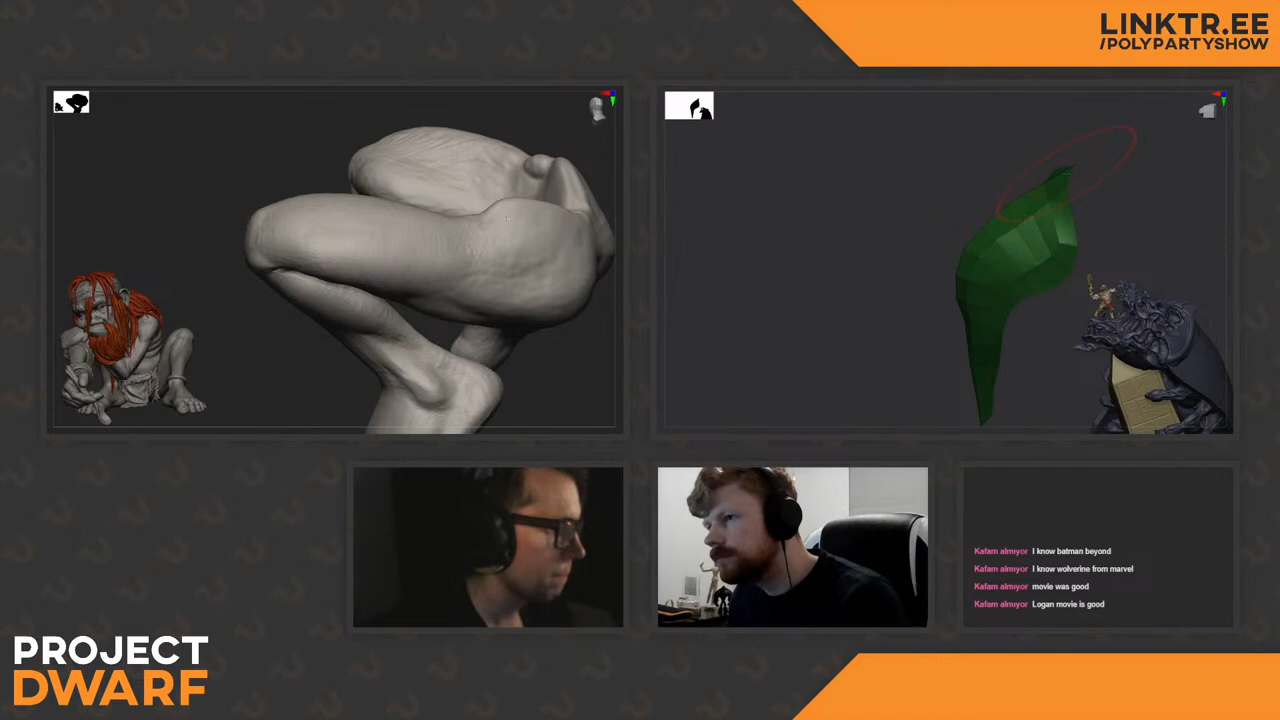 LINKTR.EE
/POLYPARTYSHOW
Kafam almıyor I know batman beyond
Kafam almıyor I know wolverine from marvel
Kafam almıyor movie was good
Kafam almıyor Logan movie is good
PROJECT
DWARF